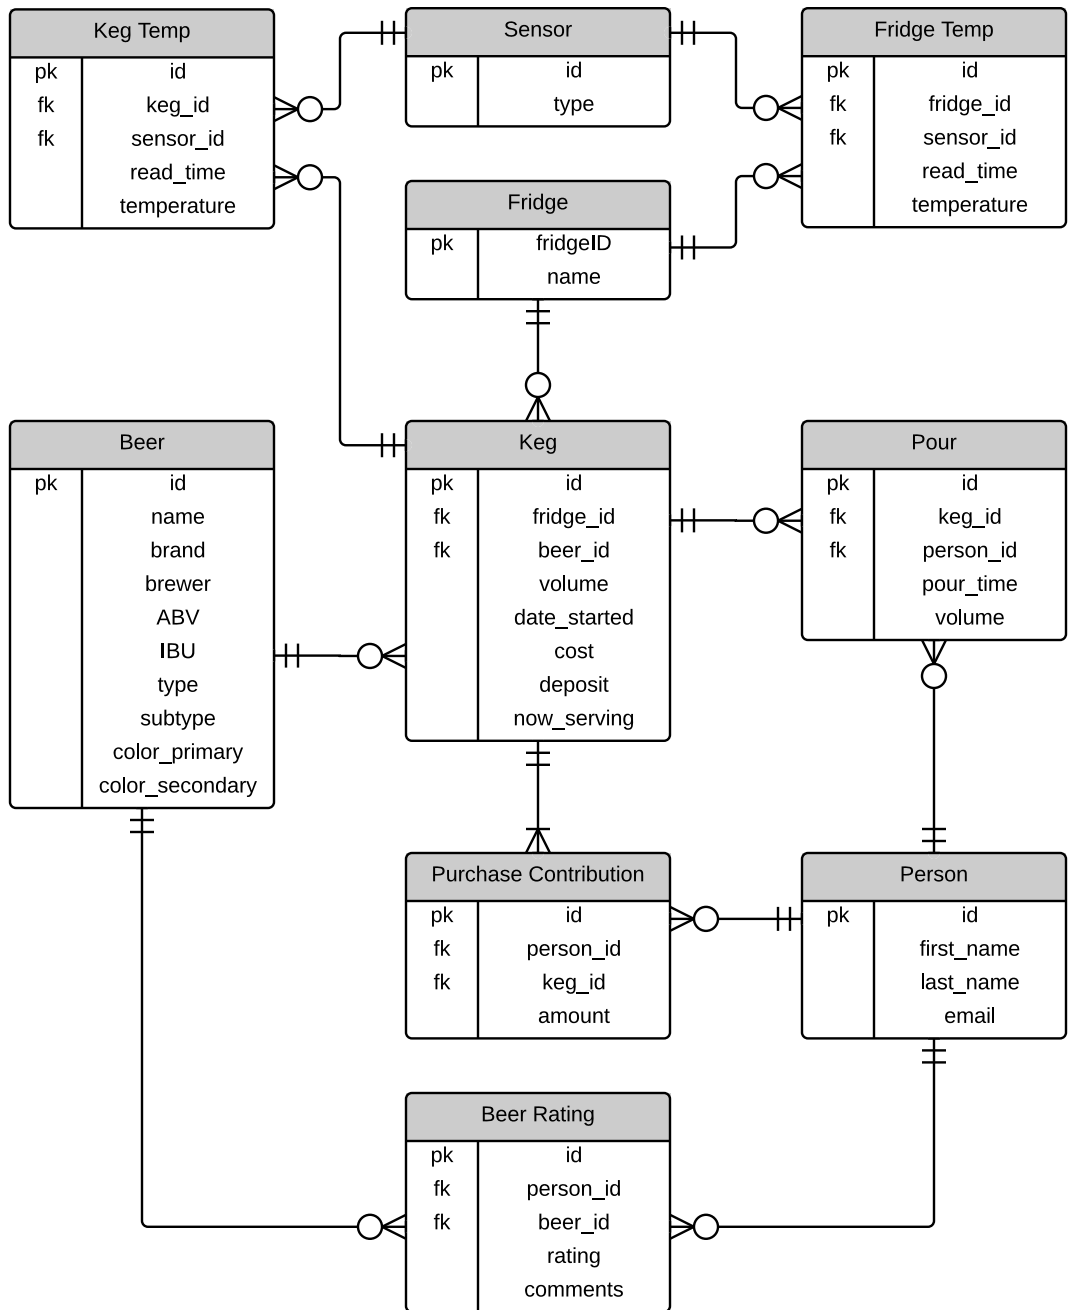 Keg Temp
pk id
fk keg_id
fk sensor_id
read_time
temperature
Sensor
pk id
type
Fridge Temp
pk id
fk fridge_id
fk sensor_id
read_time
temperature
Fridge
pk fridgeID
name
Beer
pk id
name
brand
brewer
ABV
IBU
type
subtype
color_primary
color_secondary
Keg
pk id
fk fridge_id
fk beer_id
volume
date_started
cost
deposit
now_serving
Pour
pk id
fk keg_id
fk person_id
pour_time
volume
Purchase Contribution
pk id
fk person_id
fk keg_id
amount
Person
pk id
first_name
last_name
email
Beer Rating
pk id
fk person_id
fk beer_id
rating
comments